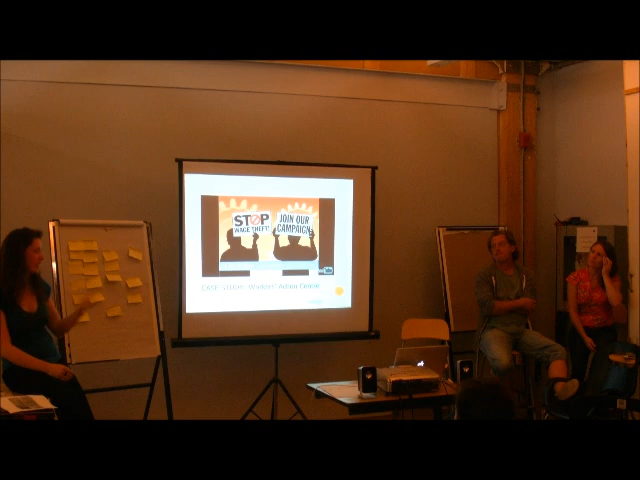 STOP
WAGE THEFT!
JOIN OUR
CAMPAIGN
CASE STUDY: Workers' Action Centre